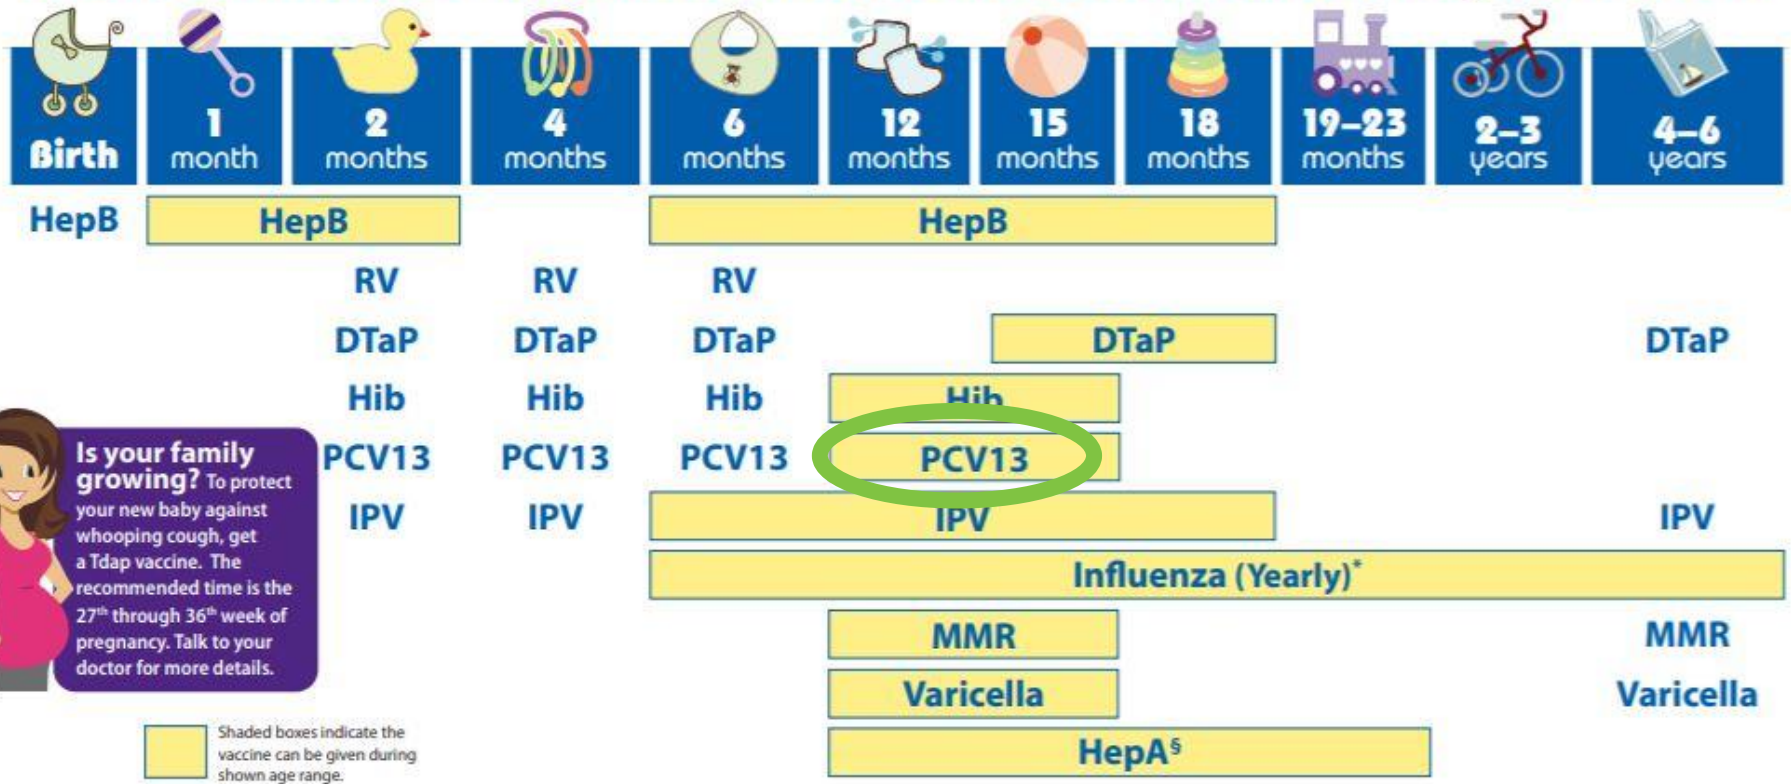 Birth
1 month
2 months
4 months
6 months
12 months
15 months
18 months
19–23 months
2–3 years
4–6 years
HepB HepB HepB
RV RV RV
DTaP DTaP DTaP DTaP DTaP
Hib Hib Hib Hib
PCV13 PCV13 PCV13 PCV13
IPV IPV IPV IPV
Influenza (Yearly)*
MMR MMR
Varicella Varicella
HepA§
Is your family
growing? To protect
your new baby against
whooping cough, get
a Tdap vaccine. The
recommended time is the
27th through 36th week of
pregnancy. Talk to your
doctor for more details.
Shaded boxes indicate the
vaccine can be given during
shown age range.